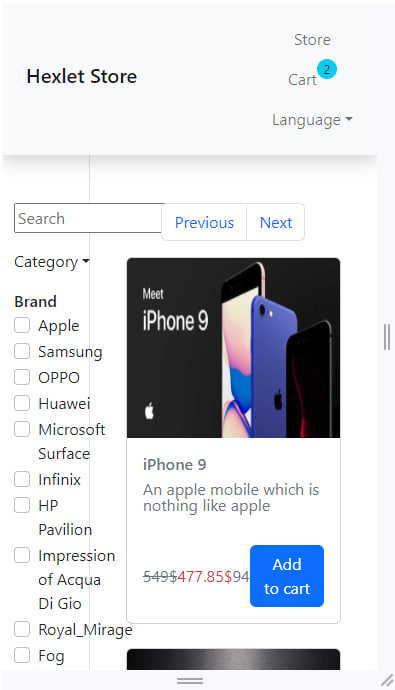 Store
Hexlet Store
Cart 2
Language
Search
Previous
Next
Category
Brand
Apple
Samsung
OPPO
Huawei
Microsoft
Surface
Infinix
HP
Pavilion
Impression
of Acqua
Di Gio
Royal_Mirage
Fog
Meet
iPhone 9
iPhone 9
An apple mobile which is
nothing like apple
549$477.85$94
Add
to cart